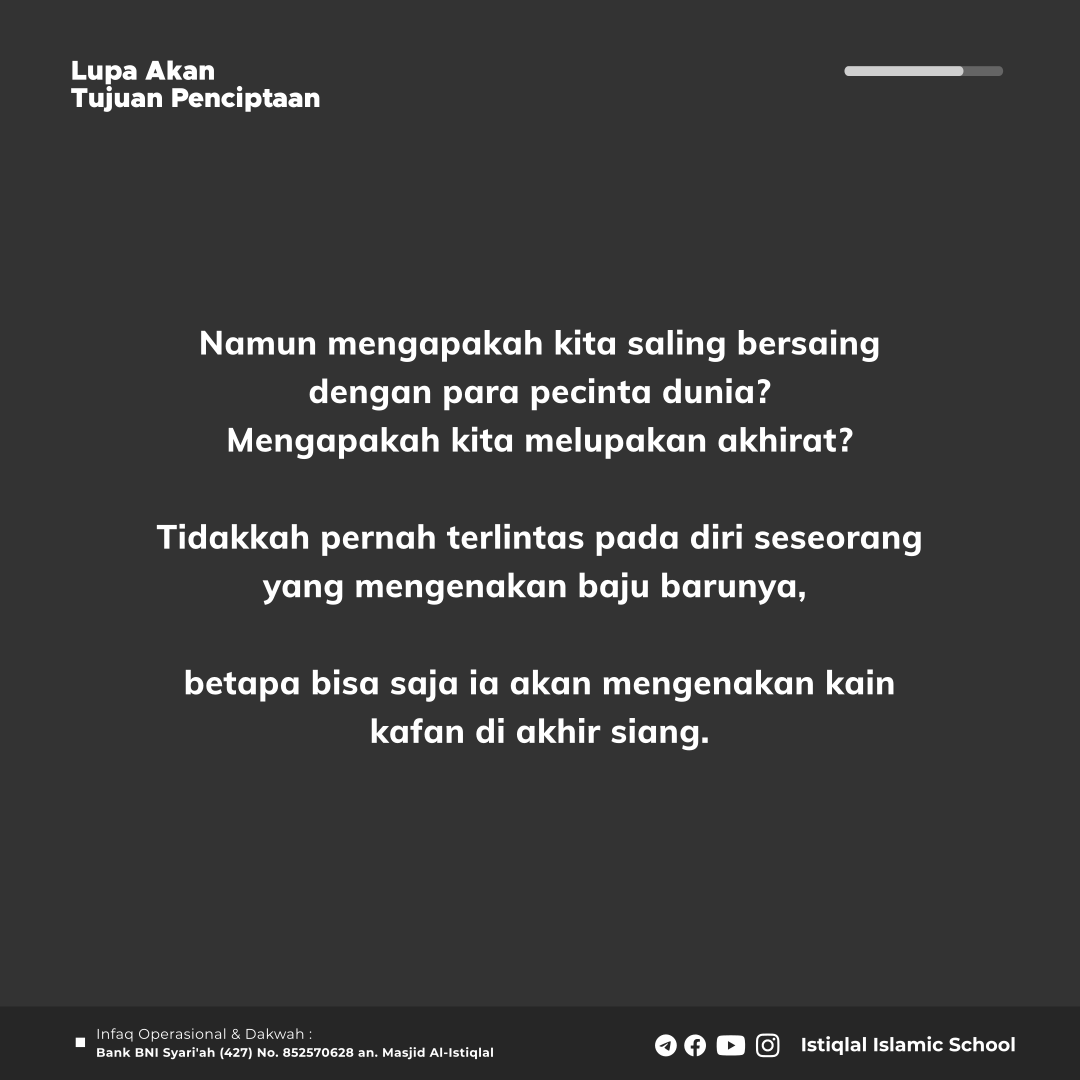 Lupa Akan
Tujuan Penciptaan
Namun mengapakah kita saling bersaing
dengan para pecinta dunia?
Mengapakah kita melupakan akhirat?
Tidakkah pernah terlintas pada diri seseorang
yang mengenakan baju barunya,
betapa bisa saja ia akan mengenakan kain
kafan di akhir siang.
Infaq Operasional & Dakwah :
Bank BNI Syari'ah (427) No. 852570628 an. Masjid Al-Istiqlal
Istiqlal Islamic School